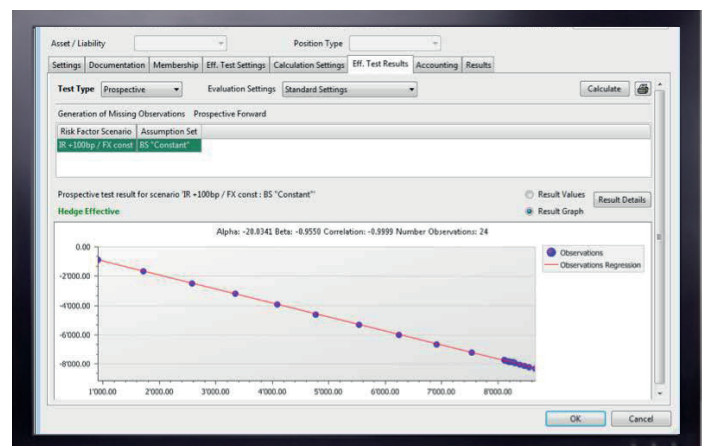 Asset / Liability Position Type
Settings Documentation Membership Eff. Test Settings Calculation Settings Eff. Test Results Accounting Results
Test Type Prospective Evaluation Settings Standard Settings Calculate
Generation of Missing Observations Prospective Forward
Risk Factor Scenario Assumption Set
IR +100bp / FX const BS "Constant"
Prospective test result for scenario 'IR +100bp / FX const : BS "Constant"'
Result Values
Result Details
Hedge Effective
Result Graph
Alpha: -20.0341 Beta: -0.9550 Correlation: -0.9999 Number Observations: 24
Observations
Observations Regression
0.00
-2'000.00
-4'000.00
-6'000.00
-8'000.00
1'000.00 2'000.00 3'000.00 4'000.00 5'000.00 6'000.00 7'000.00 8'000.00
OK Cancel